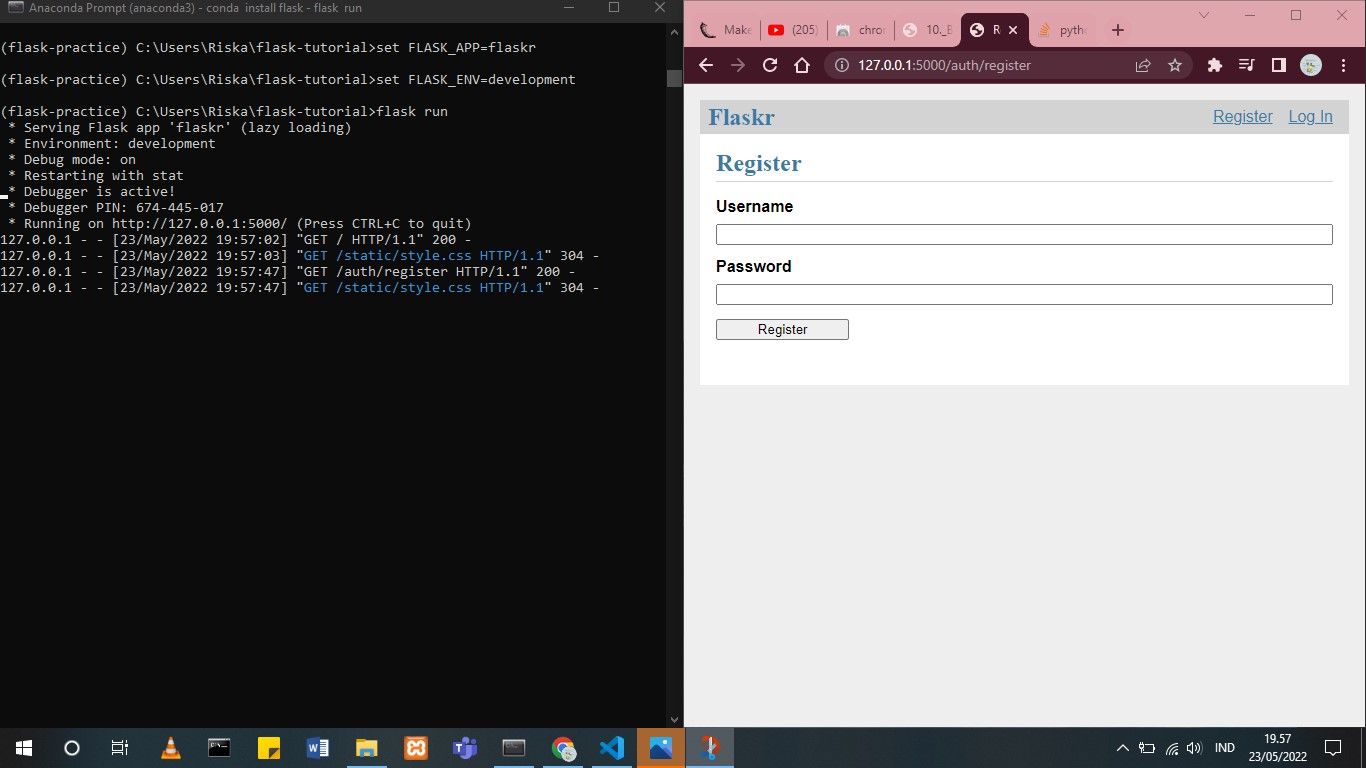 Anaconda Prompt (anaconda3) - conda install flask - flask run
(flask-practice) C:\Users\Riska\flask-tutorial>set FLASK_APP=flaskr
(flask-practice) C:\Users\Riska\flask-tutorial>set FLASK_ENV=development
(flask-practice) C:\Users\Riska\flask-tutorial>flask run
* Serving Flask app 'flaskr' (lazy loading)
* Environment: development
* Debug mode: on
* Restarting with stat
* Debugger is active!
* Debugger PIN: 674-445-017
* Running on http://127.0.0.1:5000/ (Press CTRL+C to quit)
127.0.0.1 - - [23/May/2022 19:57:02] "GET / HTTP/1.1" 200 -
127.0.0.1 - - [23/May/2022 19:57:03] "GET /static/style.css HTTP/1.1" 304 -
127.0.0.1 - - [23/May/2022 19:57:47] "GET /auth/register HTTP/1.1" 200 -
127.0.0.1 - - [23/May/2022 19:57:47] "GET /static/style.css HTTP/1.1" 304 -
Make (205) chro 10._B R pyth
127.0.0.1:5000/auth/register
Flaskr Register Log In
Register
Username
Password
Register
IND 19.57
23/05/2022